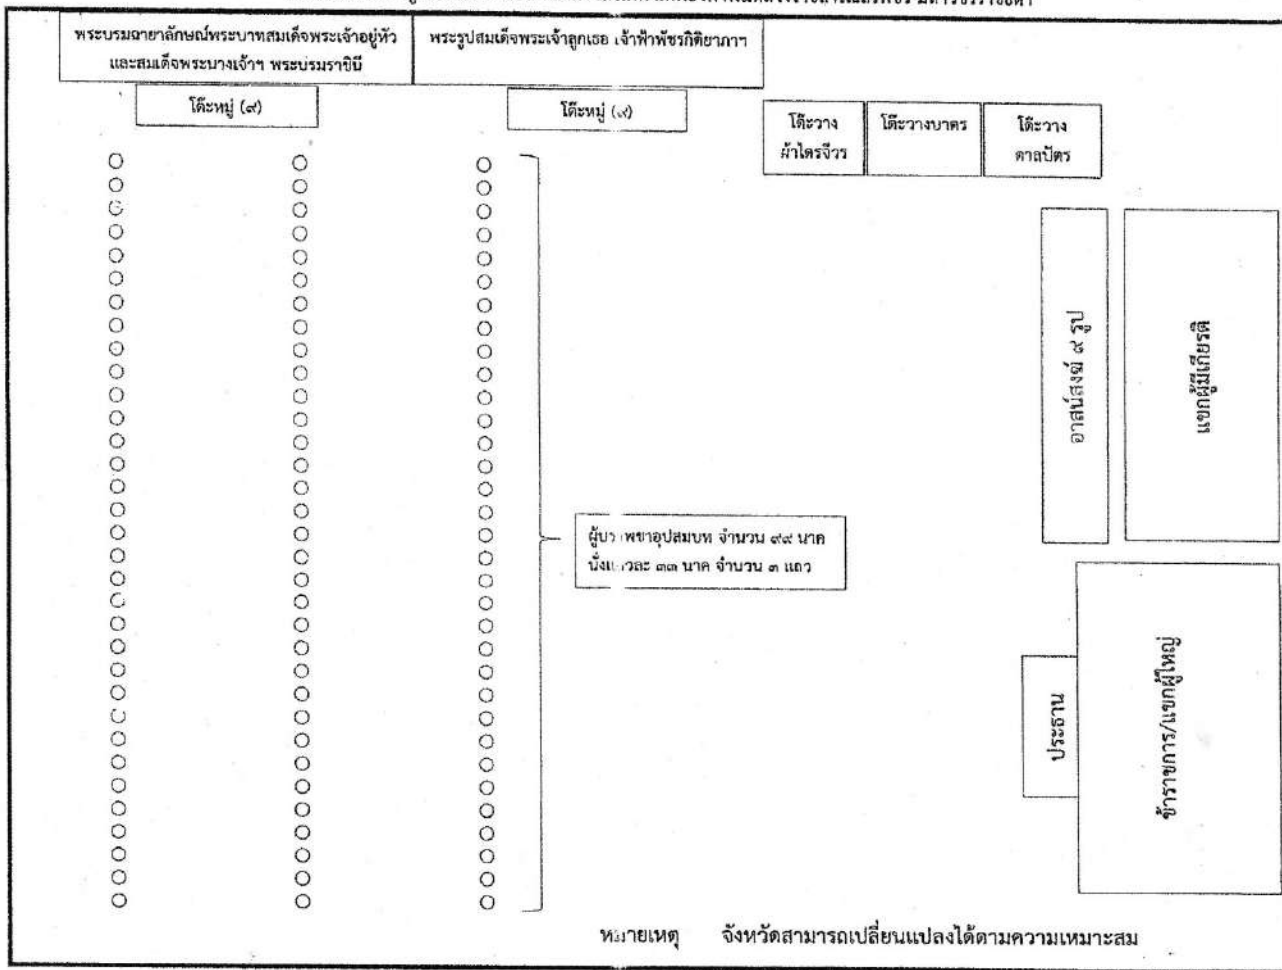 พระบรมฉายาลักษณ์พระบาทสมเด็จพระเจ้าอยู่หัว
และสมเด็จพระนางเจ้าฯ พระบรมราชินี
พระรูปสมเด็จพระเจ้าลูกเธอ เจ้าฟ้าพัชรกิติยาภาฯ
โต๊ะหมู่ (๙)
โต๊ะหมู่ (๙)
โต๊ะวาง
ผ้าไตรจีวร
โต๊ะวางบาตร
โต๊ะวาง
ตาลปัตร
อาสน์สงฆ์ ๙ รูป
แขกผู้มีเกียรติ
ผู้บรรพชาอุปสมบท จำนวน ๙๙ นาค
นั่งแถวละ ๓๓ นาค จำนวน ๓ แถว
ประธาน
ข้าราชการ/แขกผู้ใหญ่
หมายเหตุ จังหวัดสามารถเปลี่ยนแปลงได้ตามความเหมาะสม